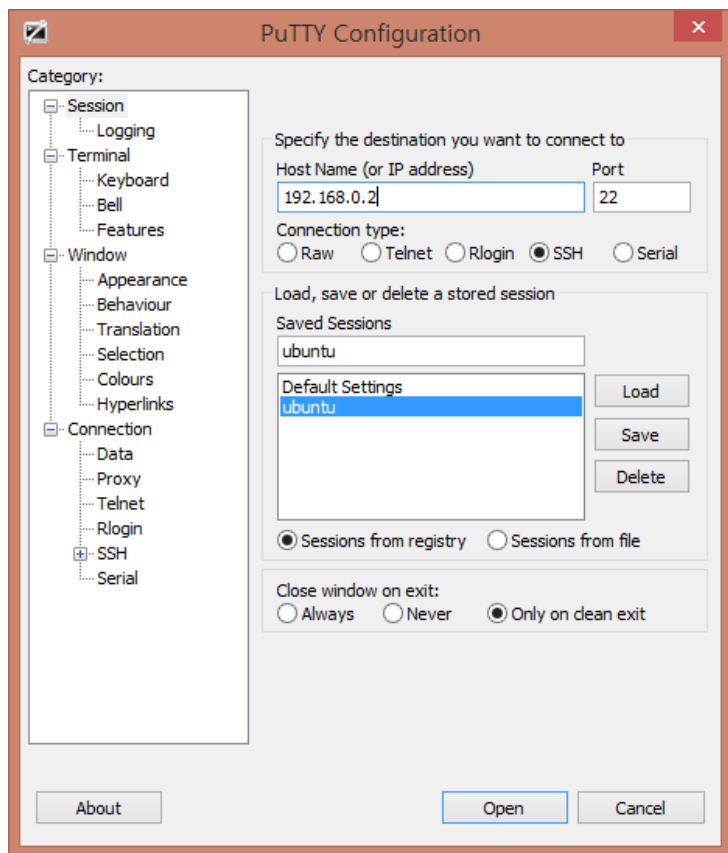 PuTTY Configuration
Category:
Session
Logging
Terminal
Keyboard
Bell
Features
Window
Appearance
Behaviour
Translation
Selection
Colours
Hyperlinks
Connection
Data
Proxy
Telnet
Rlogin
SSH
Serial
Specify the destination you want to connect to
Host Name (or IP address) Port
192.168.0.2 22
Connection type:
Raw Telnet Rlogin SSH Serial
Load, save or delete a stored session
Saved Sessions
ubuntu
Default Settings
ubuntu
Load
Save
Delete
Sessions from registry Sessions from file
Close window on exit:
Always Never Only on clean exit
About Open Cancel